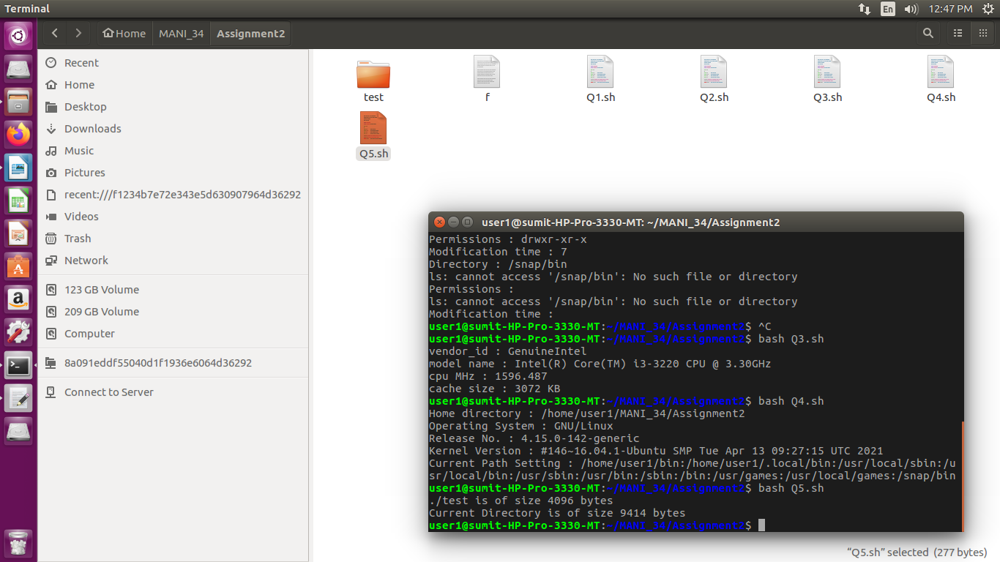 Terminal
En
12:47 PM
Home
MANI_34
Assignment2
Recent
Home
Desktop
Downloads
Music
Pictures
recent:///f1234b7e72e343e5d630907964d36292
Videos
Trash
Network
123 GB Volume
209 GB Volume
Computer
8a091eddf55040d1f1936e6064d36292
Connect to Server
test
f
Q1.sh
Q2.sh
Q3.sh
Q4.sh
Q5.sh
user1@sumit-HP-Pro-3330-MT: ~/MANI_34/Assignment2
Permissions : drwxr-xr-x
Modification time : 7
Directory : /snap/bin
ls: cannot access '/snap/bin': No such file or directory
Permissions :
ls: cannot access '/snap/bin': No such file or directory
Modification time :
user1@sumit-HP-Pro-3330-MT:~/MANI_34/Assignment2$ ^C
user1@sumit-HP-Pro-3330-MT:~/MANI_34/Assignment2$ bash Q3.sh
vendor_id : GenuineIntel
model name : Intel(R) Core(TM) i3-3220 CPU @ 3.30GHz
cpu MHz : 1596.487
cache size : 3072 KB
user1@sumit-HP-Pro-3330-MT:~/MANI_34/Assignment2$ bash Q4.sh
Home directory : /home/user1/MANI_34/Assignment2
Operating System : GNU/Linux
Release No. : 4.15.0-142-generic
Kernel Version : #146~16.04.1-Ubuntu SMP Tue Apr 13 09:27:15 UTC 2021
Current Path Setting : /home/user1/bin:/home/user1/.local/bin:/usr/local/sbin:/u
sr/local/bin:/usr/sbin:/usr/bin:/sbin:/bin:/usr/games:/usr/local/games:/snap/bin
user1@sumit-HP-Pro-3330-MT:~/MANI_34/Assignment2$ bash Q5.sh
./test is of size 4096 bytes
Current Directory is of size 9414 bytes
user1@sumit-HP-Pro-3330-MT:~/MANI_34/Assignment2$
“Q5.sh” selected (277 bytes)